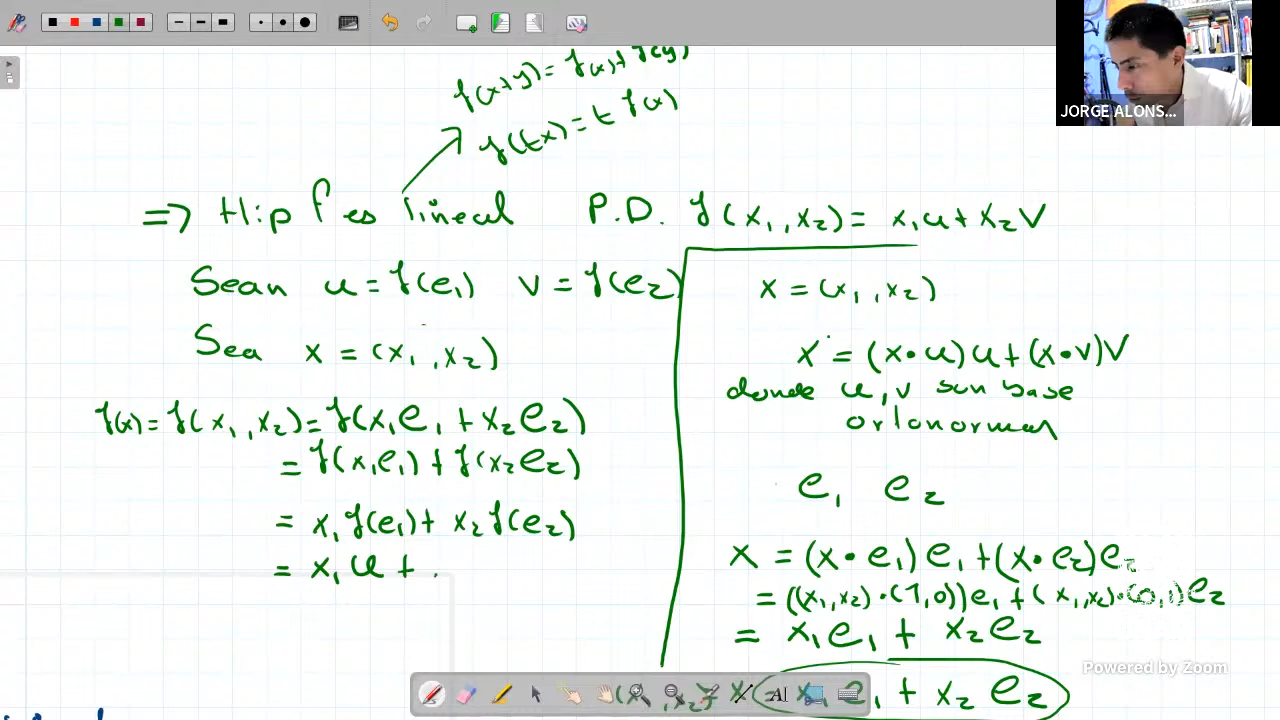 f(x+y)=f(x)+f(y)
f(tx)=t f(x)
=> Hip f es lineal P.D. f(x₁,x₂)= x₁u+x₂v
Sean u=f(e₁) v=f(e₂)
Sea x=(x₁,x₂)
f(x)=f(x₁,x₂)=f(x₁e₁+x₂e₂)
=f(x₁e₁)+f(x₂e₂)
= x₁f(e₁)+x₂f(e₂)
= x₁u+
x=(x₁,x₂)
x=(x•u)u+(x•v)v
donde u,v son base
ortonormal
e₁ e₂
x=(x•e₁)e₁+(x•e₂)e₂
=((x₁,x₂)•(1,0))e₁+(x₁,x₂)•(0,1)e₂
= x₁e₁+x₂e₂
x₁e₁+x₂e₂
JORGE ALONS...
Powered by Zoom